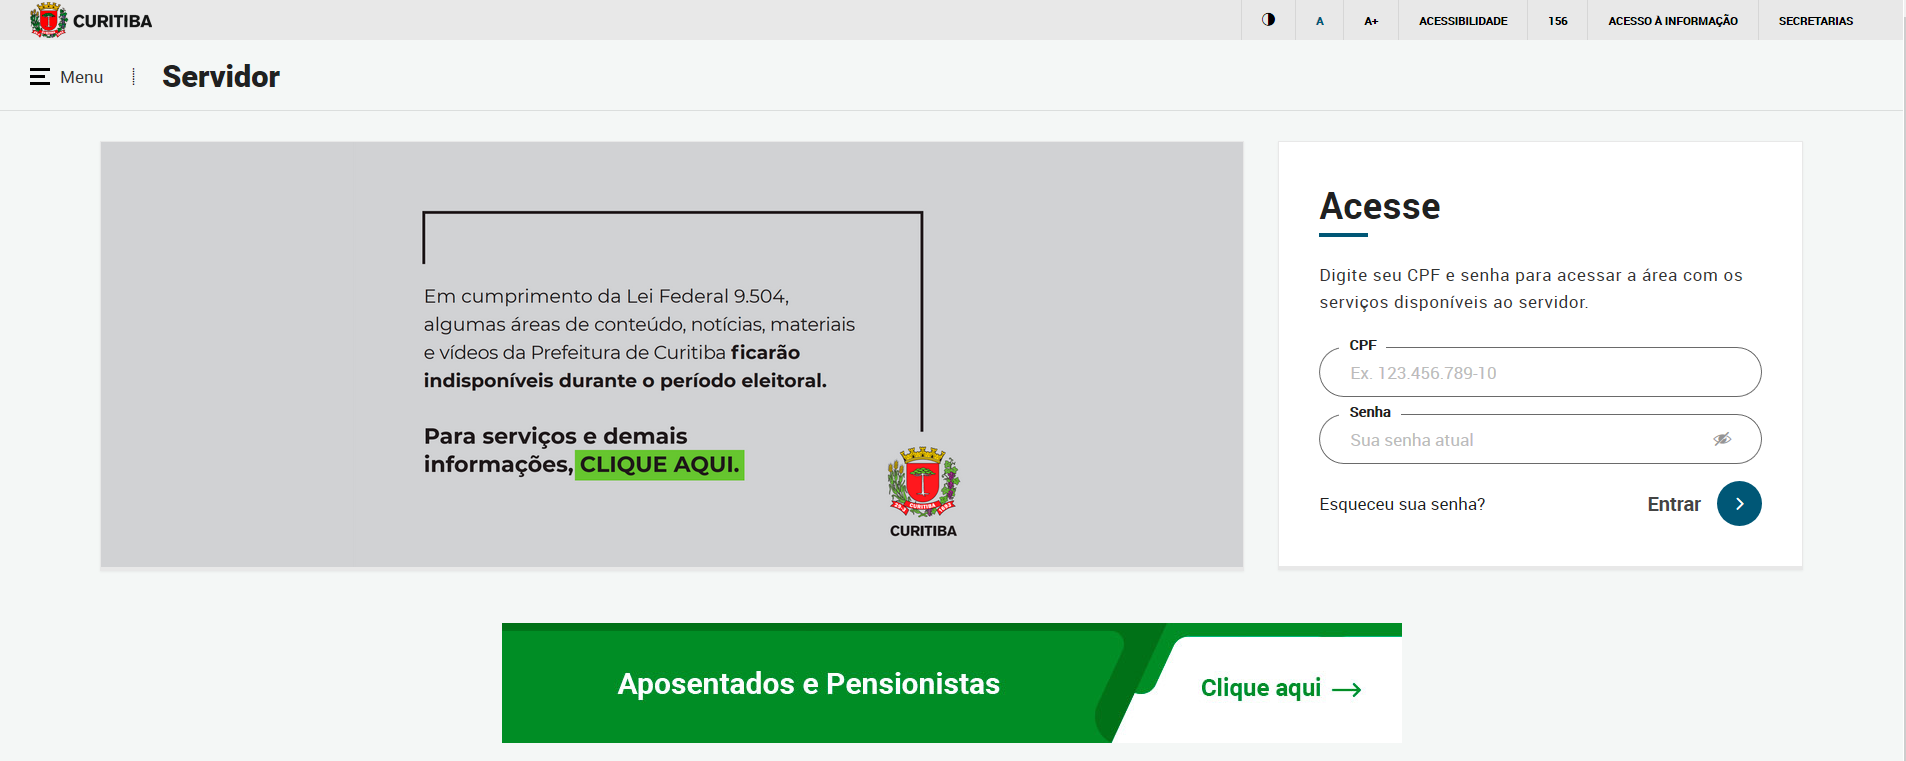 CURITIBA
A
A+
ACESSIBILIDADE
156
ACESSO À INFORMAÇÃO
SECRETARIAS
Menu
Servidor
Em cumprimento da Lei Federal 9.504,
algumas áreas de conteúdo, notícias, materiais
e vídeos da Prefeitura de Curitiba ficarão
indisponíveis durante o período eleitoral.
Para serviços e demais
informações, CLIQUE AQUI.
CURITIBA
CURITIBA
Acesse
Digite seu CPF e senha para acessar a área com os
serviços disponíveis ao servidor.
CPF
Ex. 123.456.789-10
Senha
Sua senha atual
Esqueceu sua senha?
Entrar
Aposentados e Pensionistas
Clique aqui